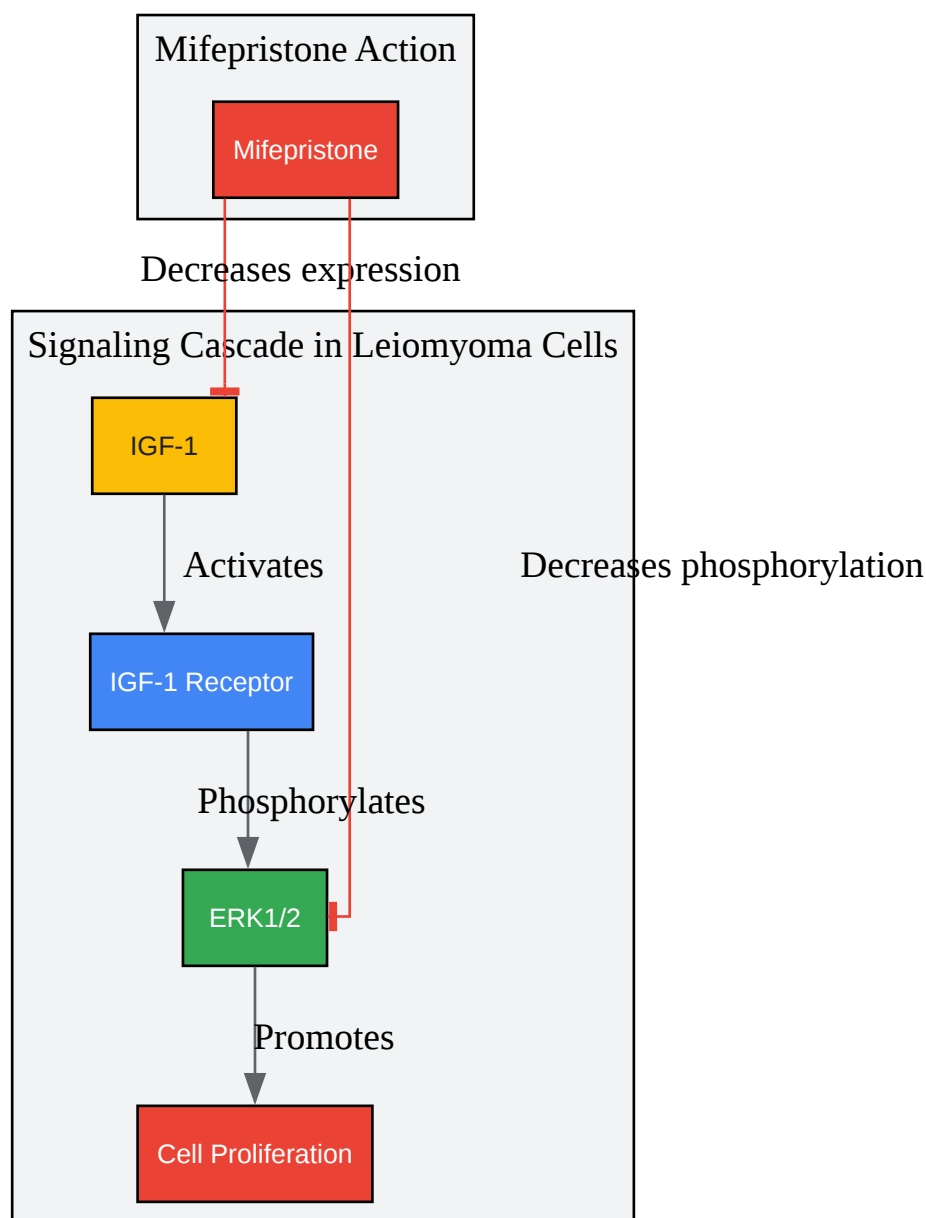 Mifepristone Action
Mifepristone
Decreases expression
Signaling Cascade in Leiomyoma Cells
IGF-1
Activates
Decreases phosphorylation
IGF-1 Receptor
Phosphorylates
ERK1/2
Promotes
Cell Proliferation